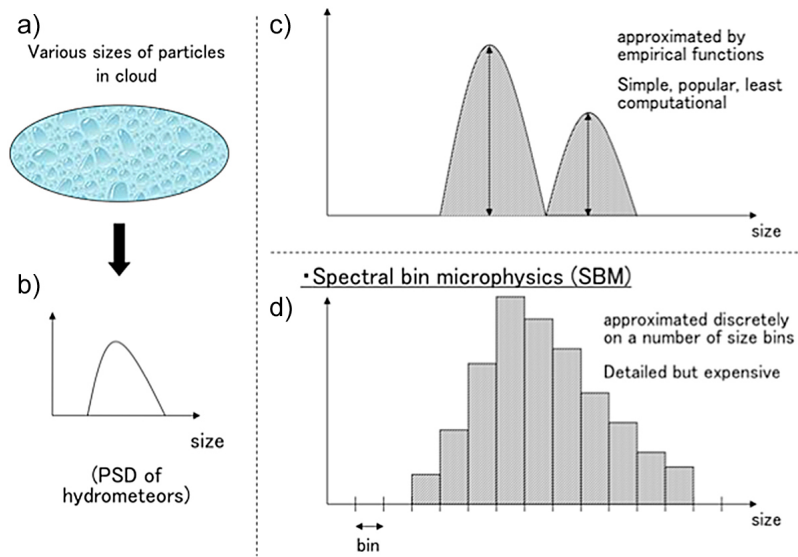 a)
Various sizes of particles
in cloud
b)
size
(PSD of
hydrometeors)
c)
approximated by
empirical functions
Simple, popular, least
computational
size
・Spectral bin microphysics (SBM)
d)
approximated discretely
on a number of size bins
Detailed but expensive
size
bin